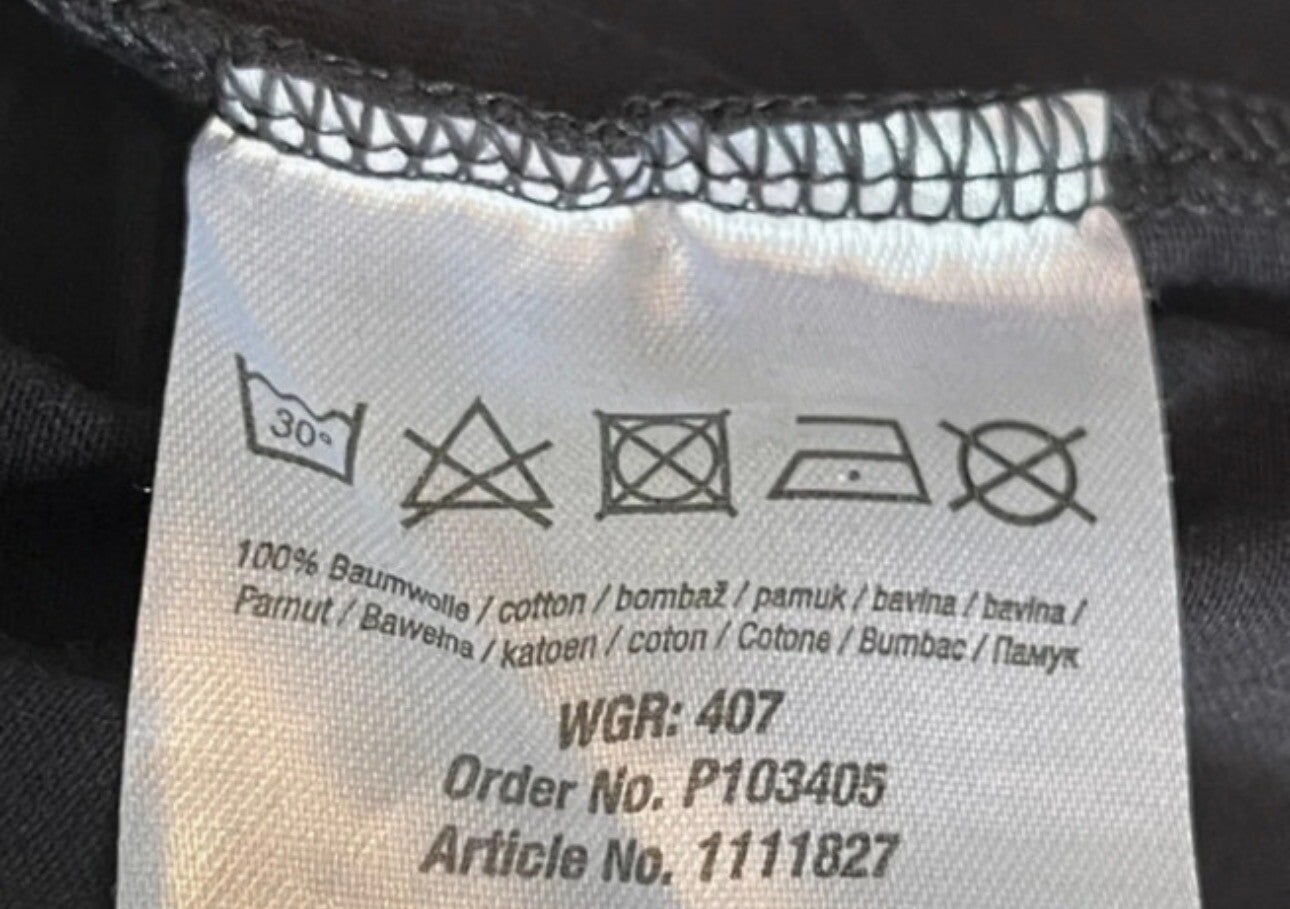 30°
100% Baumwolle / cotton / bombaž / pamuk / bavlna / bavlna /
Pamut / Bawełna / katoen / coton / Cotone / Bumbac / Памук
WGR: 407
Order No. P103405
Article No. 1111827